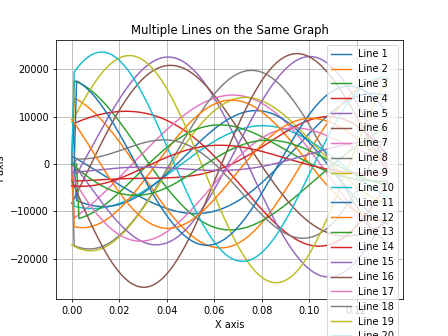 Multiple Lines on the Same Graph
20000
10000
0
−10000
−20000
0.00
0.02
0.04
0.06
0.08
0.10
X axis
Line 1
Line 2
Line 3
Line 4
Line 5
Line 6
Line 7
Line 8
Line 9
Line 10
Line 11
Line 12
Line 13
Line 14
Line 15
Line 16
Line 17
Line 18
Line 19
Line 20